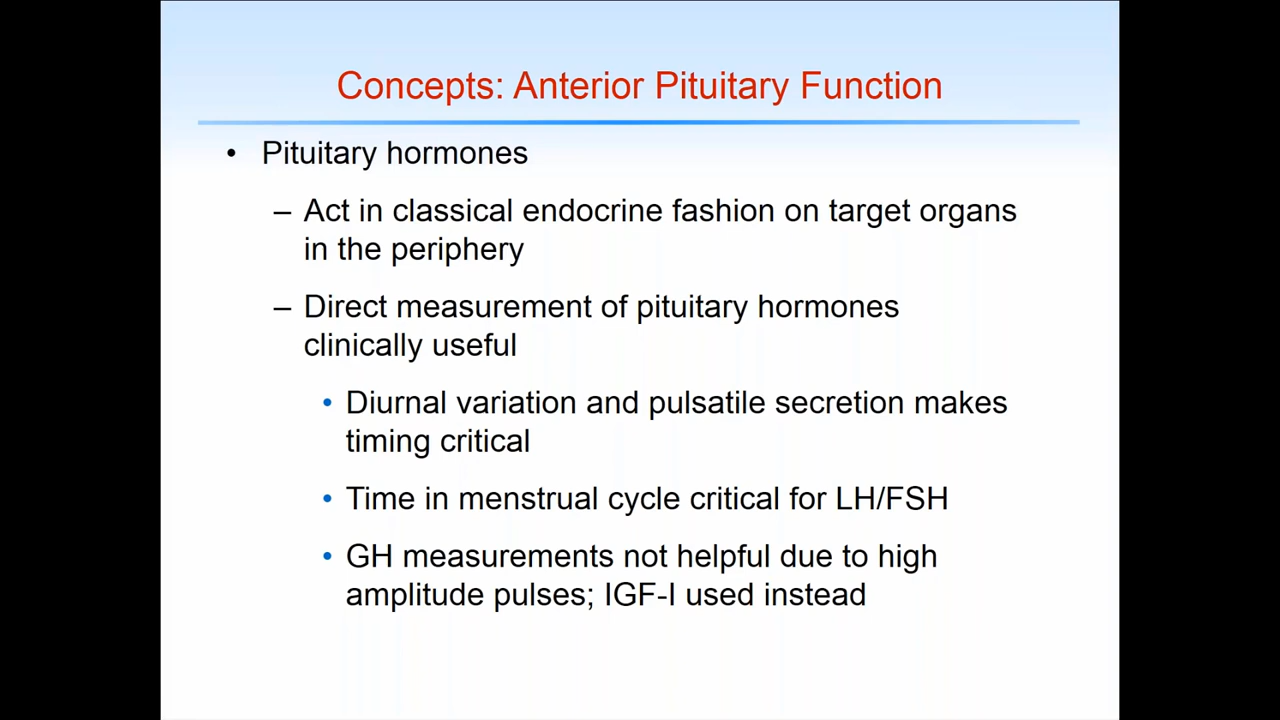 Concepts: Anterior Pituitary Function
• Pituitary hormones
– Act in classical endocrine fashion on target organs
in the periphery
– Direct measurement of pituitary hormones
clinically useful
• Diurnal variation and pulsatile secretion makes
timing critical
• Time in menstrual cycle critical for LH/FSH
• GH measurements not helpful due to high
amplitude pulses; IGF-I used instead